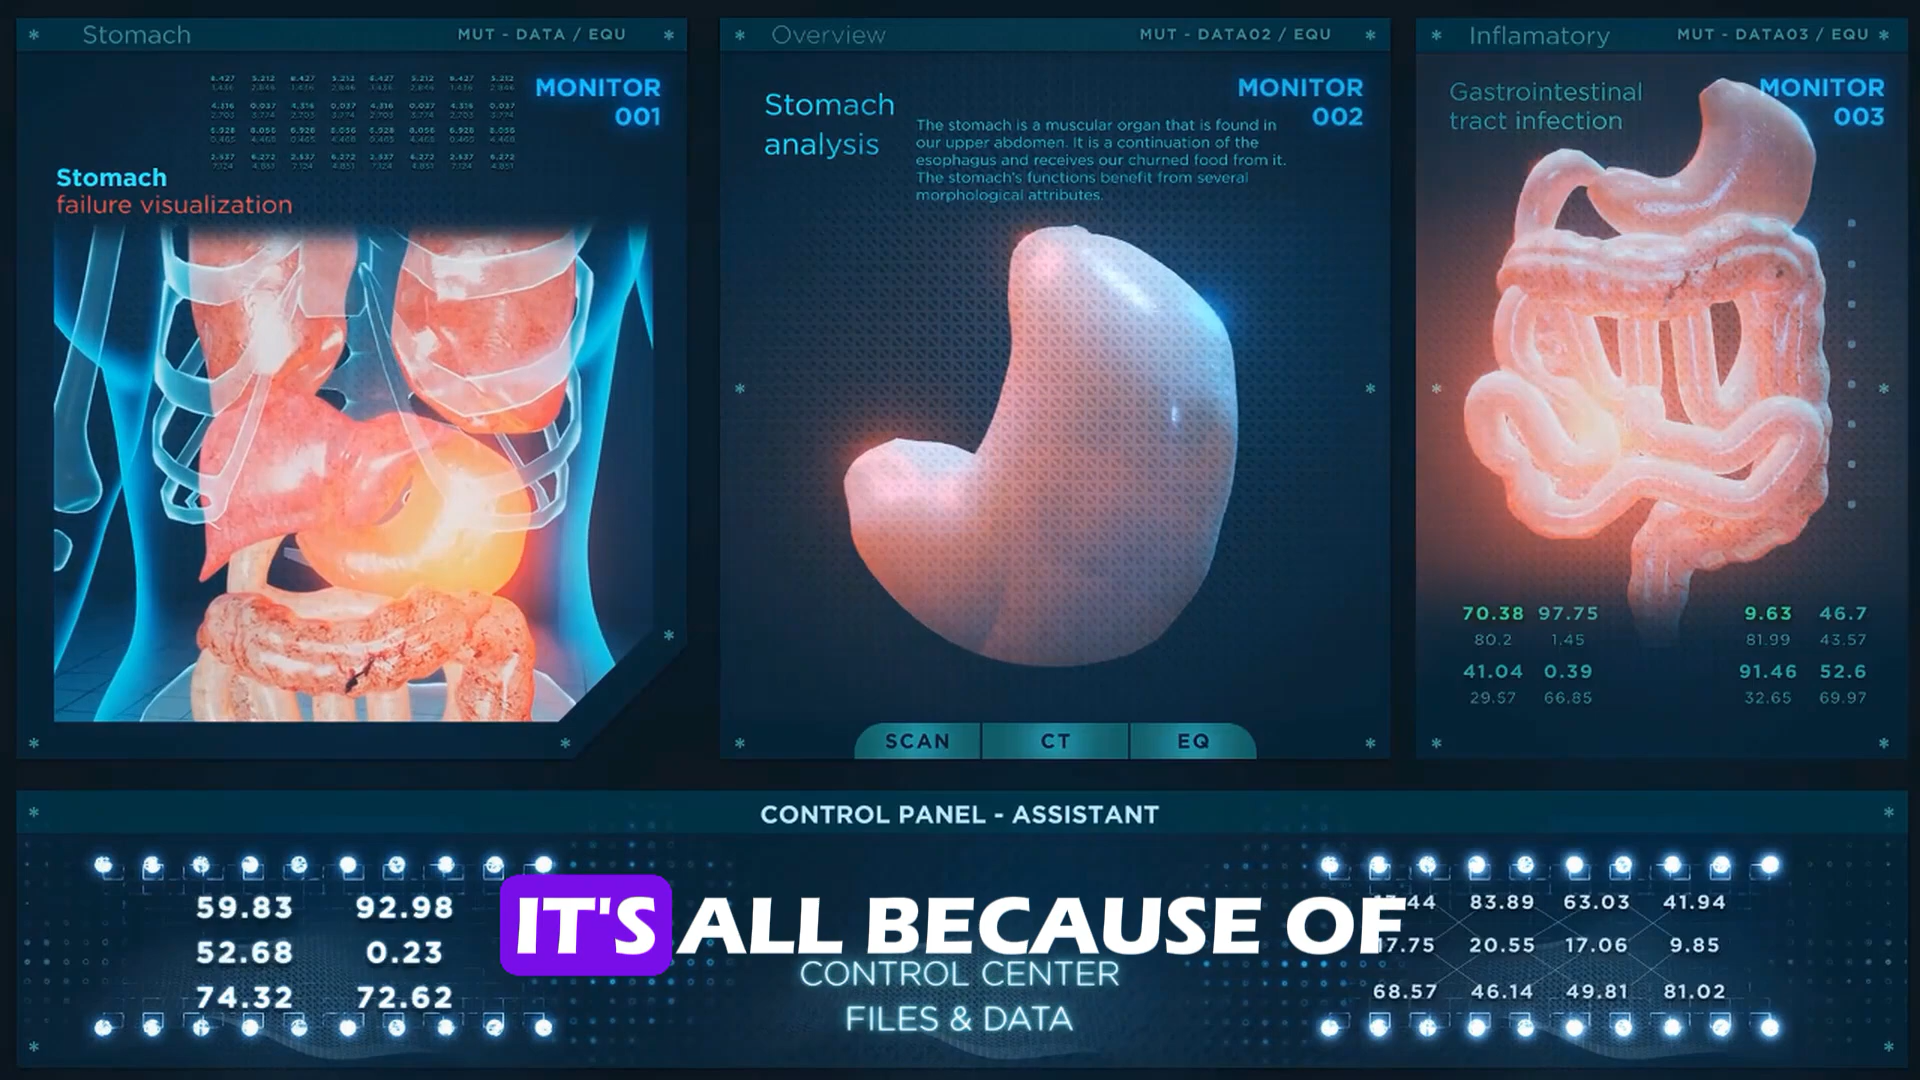 Stomach
MUT - DATA / EQU
MONITOR
001
Stomach
failure visualization
Overview
MUT - DATA02 / EQU
MONITOR
002
Stomach
analysis
The stomach is a muscular organ that is found in
our upper abdomen. It is a continuation of the
esophagus and receives our churned food from it.
The stomach's functions benefit from several
morphological attributes.
SCAN CT EQ
Inflamatory
MUT - DATA03 / EQU
Gastrointestinal
tract infection
MONITOR
003
70.38 97.75 9.63 46.7
80.2 1.45 81.99 43.57
41.04 0.39 91.46 52.6
29.57 66.85 32.65 69.97
CONTROL PANEL - ASSISTANT
59.83 92.98
52.68 0.23
74.32 72.62
IT'S ALL BECAUSE OF
CONTROL CENTER
FILES & DATA
83.89 63.03 41.94
20.55 17.06 9.85
68.57 46.14 49.81 81.02